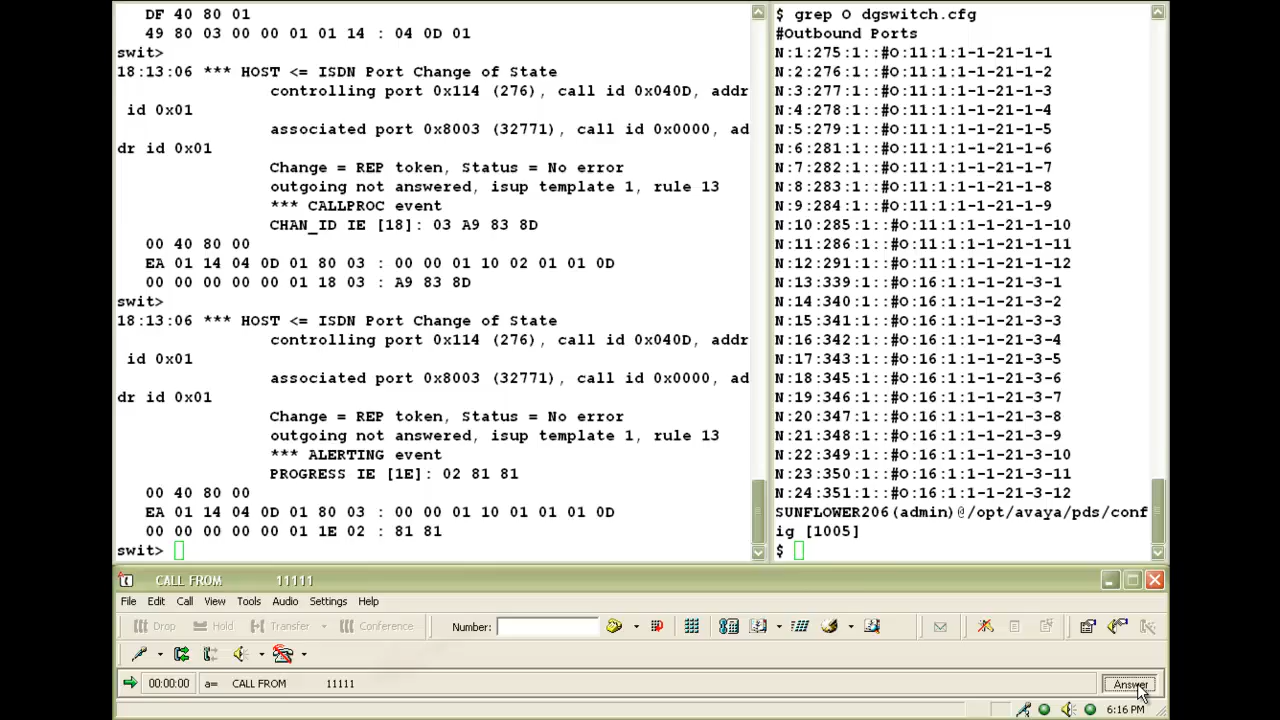 DF 40 80 01
49 80 03 00 00 01 01 14 : 04 0D 01
swit>
18:13:06 *** HOST <= ISDN Port Change of State
controlling port 0x114 (276), call id 0x040D, addr
id 0x01
associated port 0x8003 (32771), call id 0x0000, ad
dr id 0x01
Change = REP token, Status = No error
outgoing not answered, isup template 1, rule 13
*** CALLPROC event
CHAN_ID IE [18]: 03 A9 83 8D
00 40 80 00
EA 01 14 04 0D 01 80 03 : 00 00 01 10 02 01 01 0D
00 00 00 00 00 01 18 03 : A9 83 8D
swit>
18:13:06 *** HOST <= ISDN Port Change of State
controlling port 0x114 (276), call id 0x040D, addr
id 0x01
associated port 0x8003 (32771), call id 0x0000, ad
dr id 0x01
Change = REP token, Status = No error
outgoing not answered, isup template 1, rule 13
*** ALERTING event
PROGRESS IE [1E]: 02 81 81
00 40 80 00
EA 01 14 04 0D 01 80 03 : 00 00 01 10 01 01 01 0D
00 00 00 00 00 01 1E 02 : 81 81
swit>
$ grep O dgswitch.cfg
#Outbound Ports
N:1:275:1::#O:11:1:1-1-21-1-1
N:2:276:1::#O:11:1:1-1-21-1-2
N:3:277:1::#O:11:1:1-1-21-1-3
N:4:278:1::#O:11:1:1-1-21-1-4
N:5:279:1::#O:11:1:1-1-21-1-5
N:6:281:1::#O:11:1:1-1-21-1-6
N:7:282:1::#O:11:1:1-1-21-1-7
N:8:283:1::#O:11:1:1-1-21-1-8
N:9:284:1::#O:11:1:1-1-21-1-9
N:10:285:1::#O:11:1:1-1-21-1-10
N:11:286:1::#O:11:1:1-1-21-1-11
N:12:291:1::#O:11:1:1-1-21-1-12
N:13:339:1::#O:16:1:1-1-21-3-1
N:14:340:1::#O:16:1:1-1-21-3-2
N:15:341:1::#O:16:1:1-1-21-3-3
N:16:342:1::#O:16:1:1-1-21-3-4
N:17:343:1::#O:16:1:1-1-21-3-5
N:18:345:1::#O:16:1:1-1-21-3-6
N:19:346:1::#O:16:1:1-1-21-3-7
N:20:347:1::#O:16:1:1-1-21-3-8
N:21:348:1::#O:16:1:1-1-21-3-9
N:22:349:1::#O:16:1:1-1-21-3-10
N:23:350:1::#O:16:1:1-1-21-3-11
N:24:351:1::#O:16:1:1-1-21-3-12
SUNFLOWER206(admin)@/opt/avaya/pds/conf
ig [1005]
$
CALL FROM 11111
File Edit Call View Tools Audio Settings Help
Drop Hold Transfer Conference Number:
00:00:00 a= CALL FROM 11111 Answer
6:16 PM